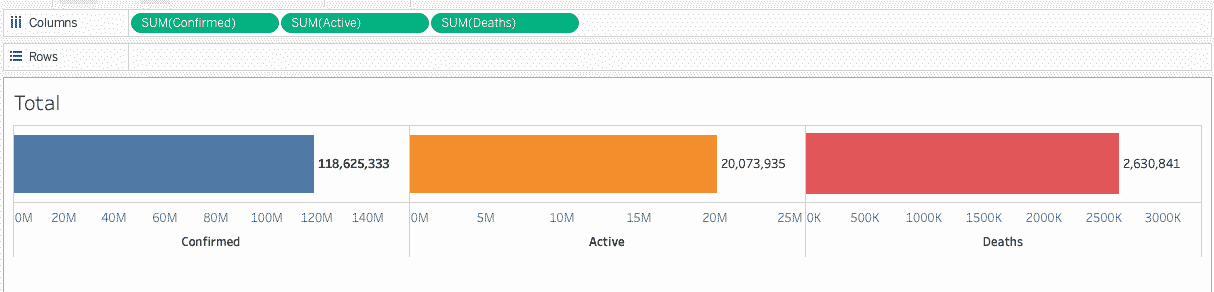 Columns SUM(Confirmed) SUM(Active) SUM(Deaths)
Rows
Total
118,625,333 20,073,935 2,630,841
0M 20M 40M 60M 80M 100M 120M 140M 0M 5M 10M 15M 20M 25M 0K 500K 1000K 1500K 2000K 2500K 3000K
Confirmed Active Deaths